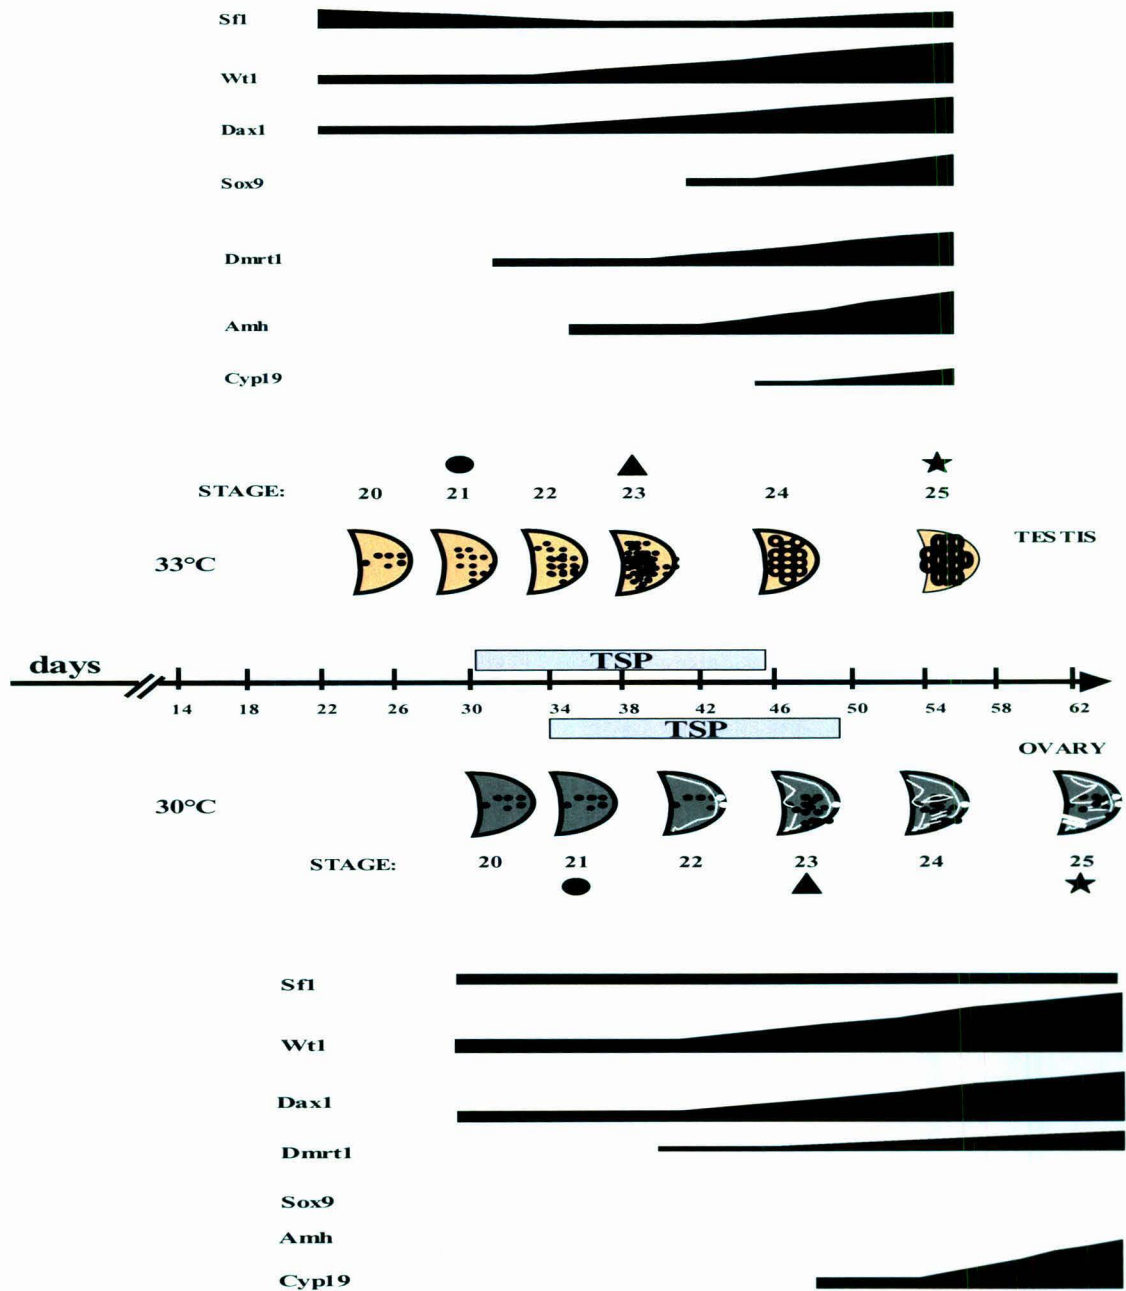 Sf1
Wt1
Dax1
Sox9
Dmrt1
Amh
Cyp19
STAGE: 20 21 22 23 24 25
33°C TESTIS
TSP
days
14 18 22 26 30 34 38 42 46 50 54 58 62
TSP
OVARY
30°C
STAGE: 20 21 22 23 24 25
Sf1
Wt1
Dax1
Dmrt1
Sox9
Amh
Cyp19